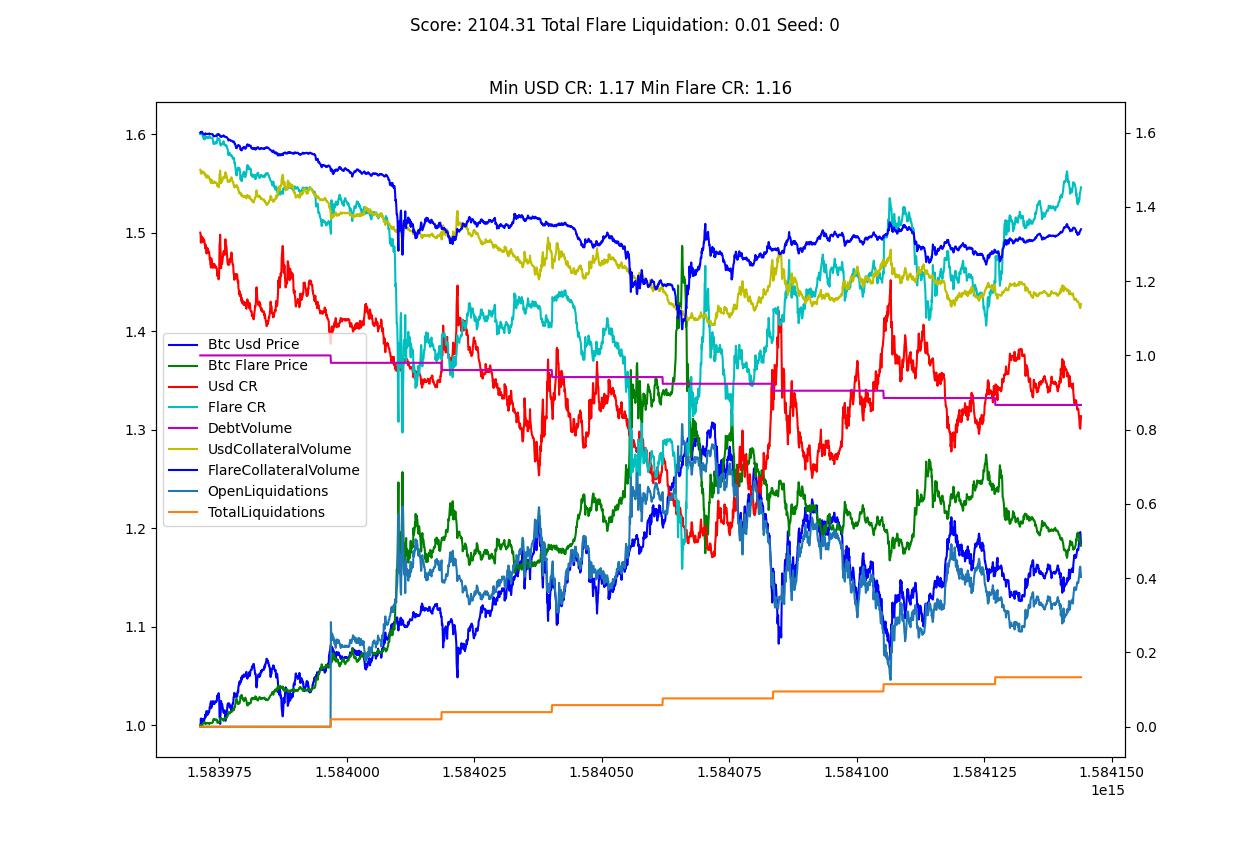 Score: 2104.31 Total Flare Liquidation: 0.01 Seed: 0
Min USD CR: 1.17 Min Flare CR: 1.16
1.6
1.5
1.4
1.3
1.2
1.1
1.0
Btc Usd Price
Btc Flare Price
Usd CR
Flare CR
DebtVolume
UsdCollateralVolume
FlareCollateralVolume
OpenLiquidations
TotalLiquidations
1.6
1.4
1.2
1.0
0.8
0.6
0.4
0.2
0.0
1.583975 1.584000 1.584025 1.584050 1.584075 1.584100 1.584125 1.584150
1e15